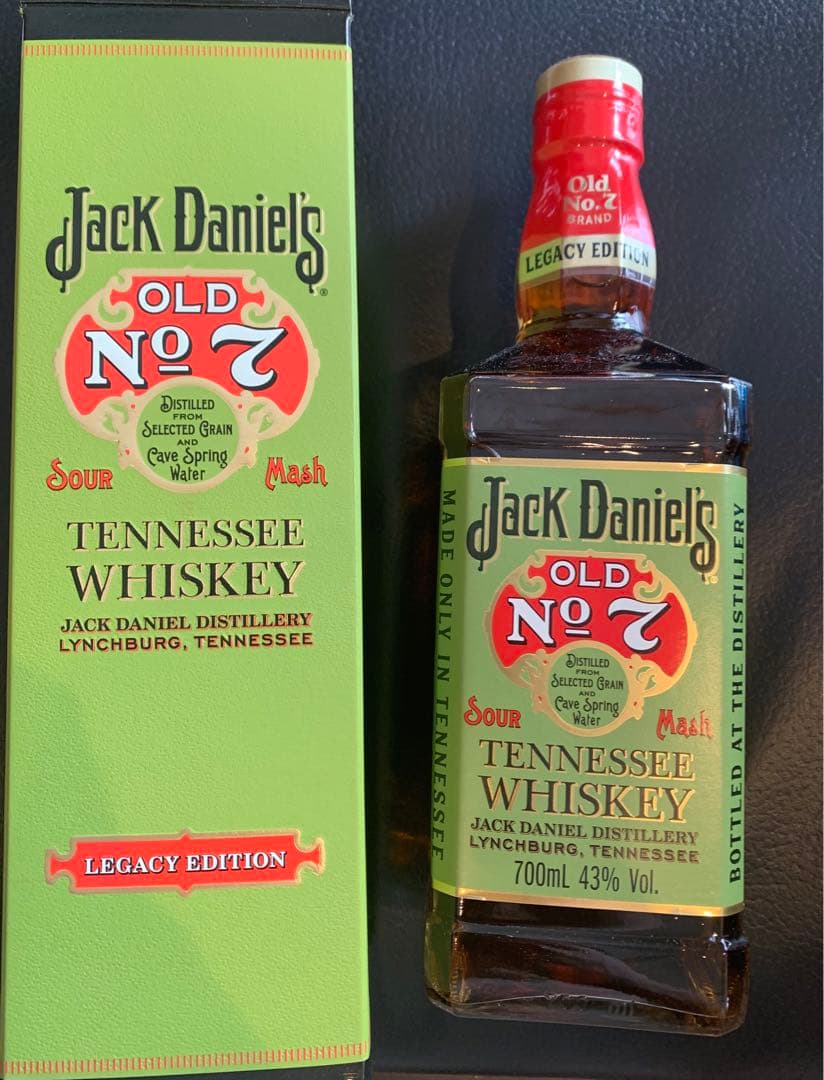 Jack Daniel's
®
OLD
Nº 7
DISTILLED
FROM
SELECTED GRAIN
AND
CAVE SPRING
WATER
SOUR Mash
TENNESSEE
WHISKEY
JACK DANIEL DISTILLERY
LYNCHBURG, TENNESSEE
LEGACY EDITION
Old
No.7
BRAND
LEGACY EDITION
Jack Daniel's
OLD
Nº 7
DISTILLED
FROM
SELECTED GRAIN
AND
CAVE SPRING
WATER
SOUR Mash
TENNESSEE
WHISKEY
JACK DANIEL DISTILLERY
LYNCHBURG, TENNESSEE
700mL 43% Vol.
MADE ONLY IN TENNESSEE
BOTTLED AT THE DISTILLERY